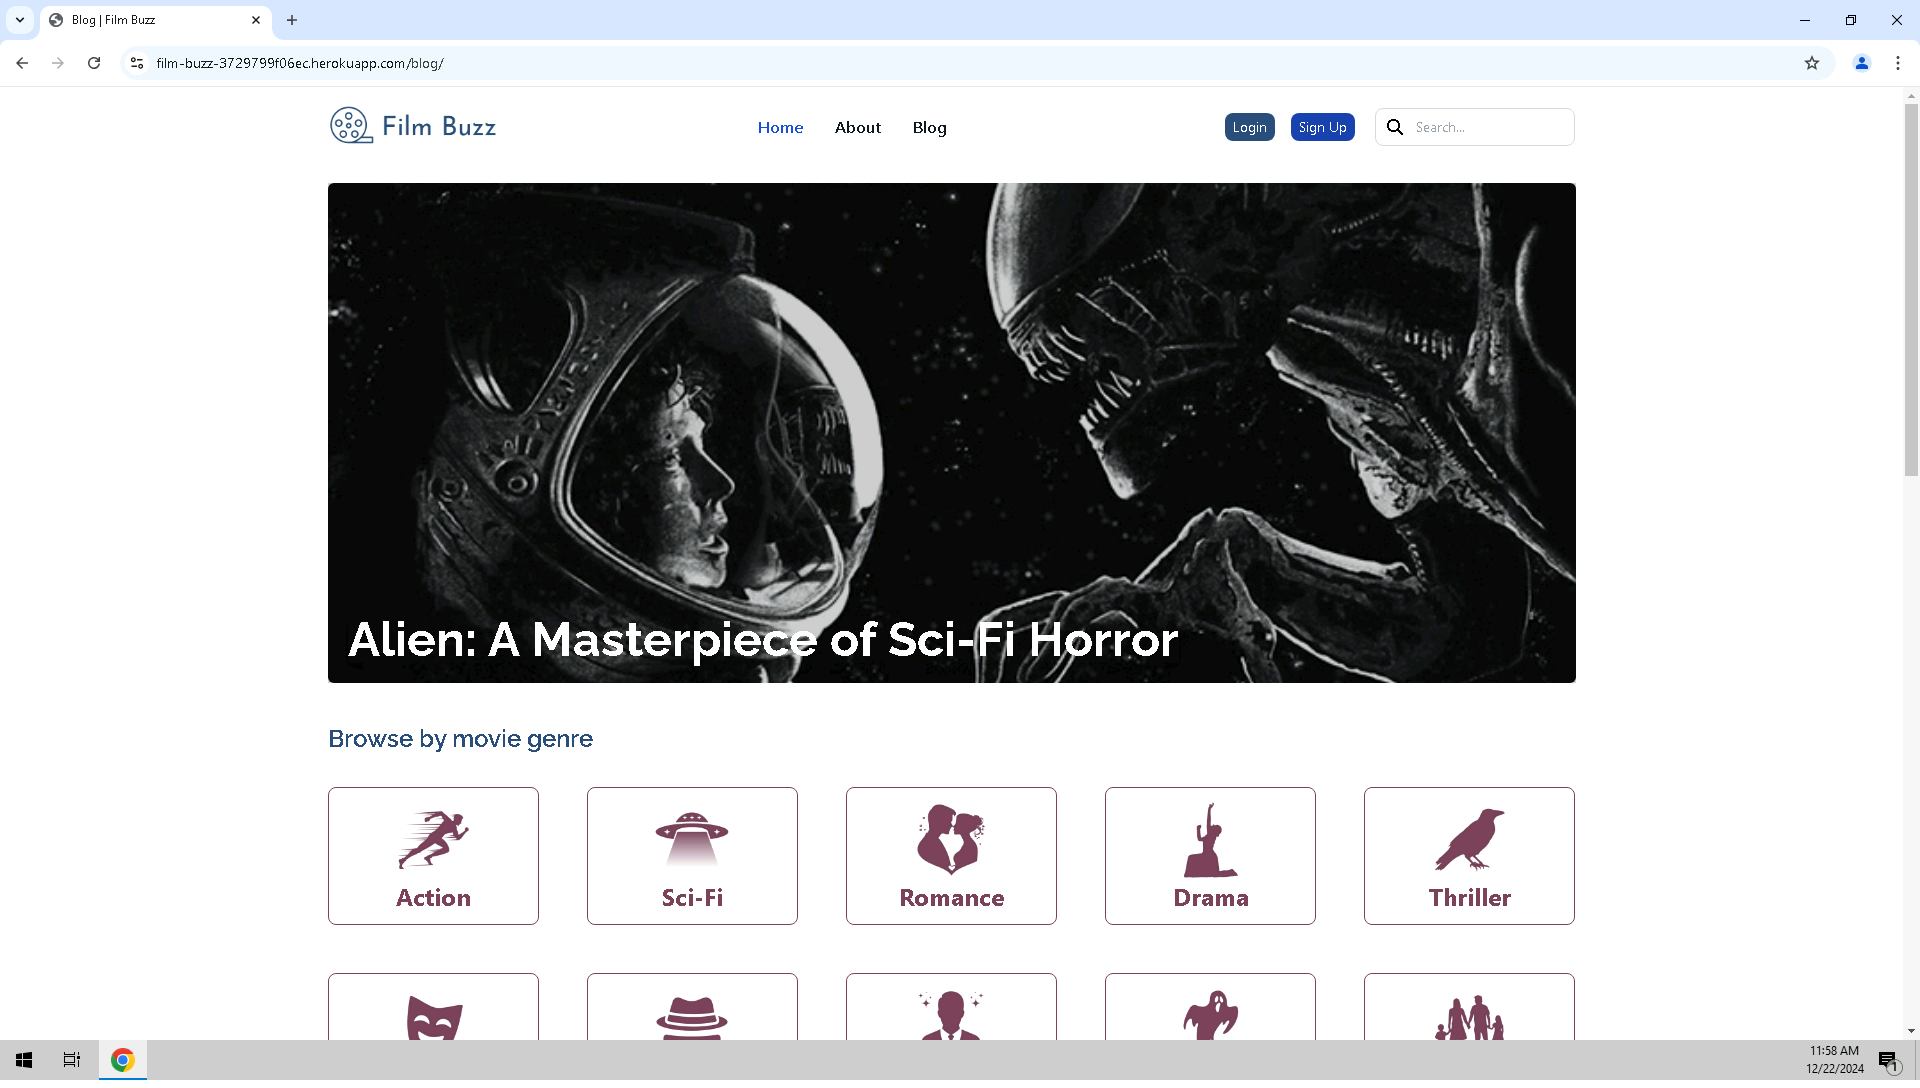 Blog | Film Buzz
film-buzz-3729799f06ec.herokuapp.com/blog/
Film Buzz
Home
About
Blog
Login
Sign Up
Search...
Alien: A Masterpiece of Sci-Fi Horror
Browse by movie genre
Action
Sci-Fi
Romance
Drama
Thriller
11:58 AM
12/22/2024
1